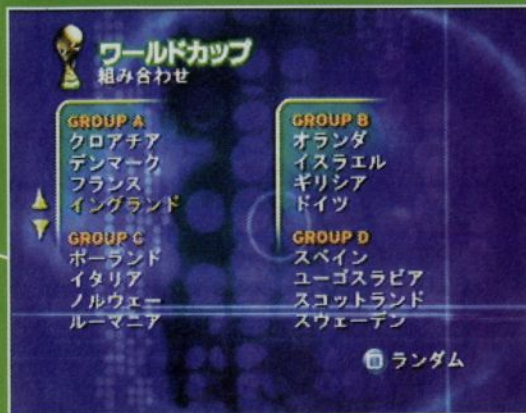 ワールドカップ
組み合わせ
GROUP A
クロアチア
デンマーク
フランス
イングランド
GROUP B
オランダ
イスラエル
ギリシア
ドイツ
GROUP C
ポーランド
イタリア
ノルウェー
ルーマニア
GROUP D
スペイン
ユーゴスラビア
スコットランド
スウェーデン
ランダム